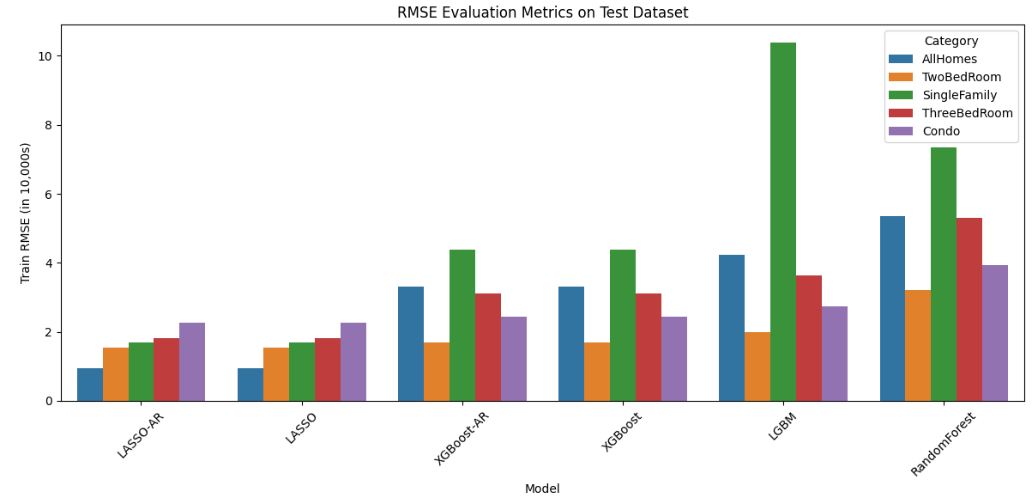 RMSE Evaluation Metrics on Test Dataset
Category
AllHomes
TwoBedRoom
SingleFamily
ThreeBedRoom
Condo
Train RMSE (in 10,000s)
10
8
6
4
2
0
LASSO-AR
LASSO
XGBoost-AR
XGBoost
LGBM
RandomForest
Model